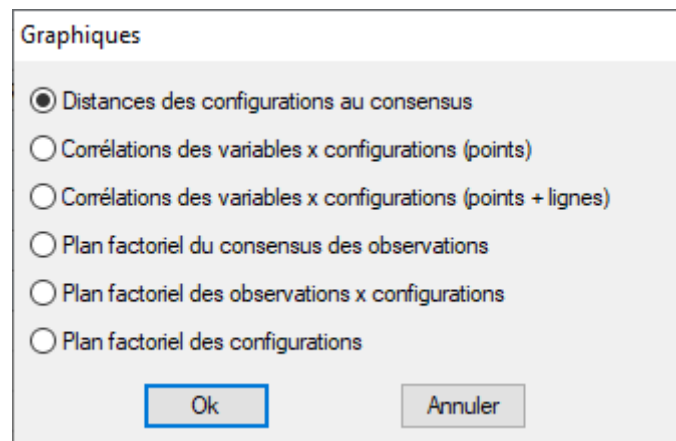 Graphiques
Distances des configurations au consensus
Corrélations des variables x configurations (points)
Corrélations des variables x configurations (points + lignes)
Plan factoriel du consensus des observations
Plan factoriel des observations x configurations
Plan factoriel des configurations
Ok
Annuler